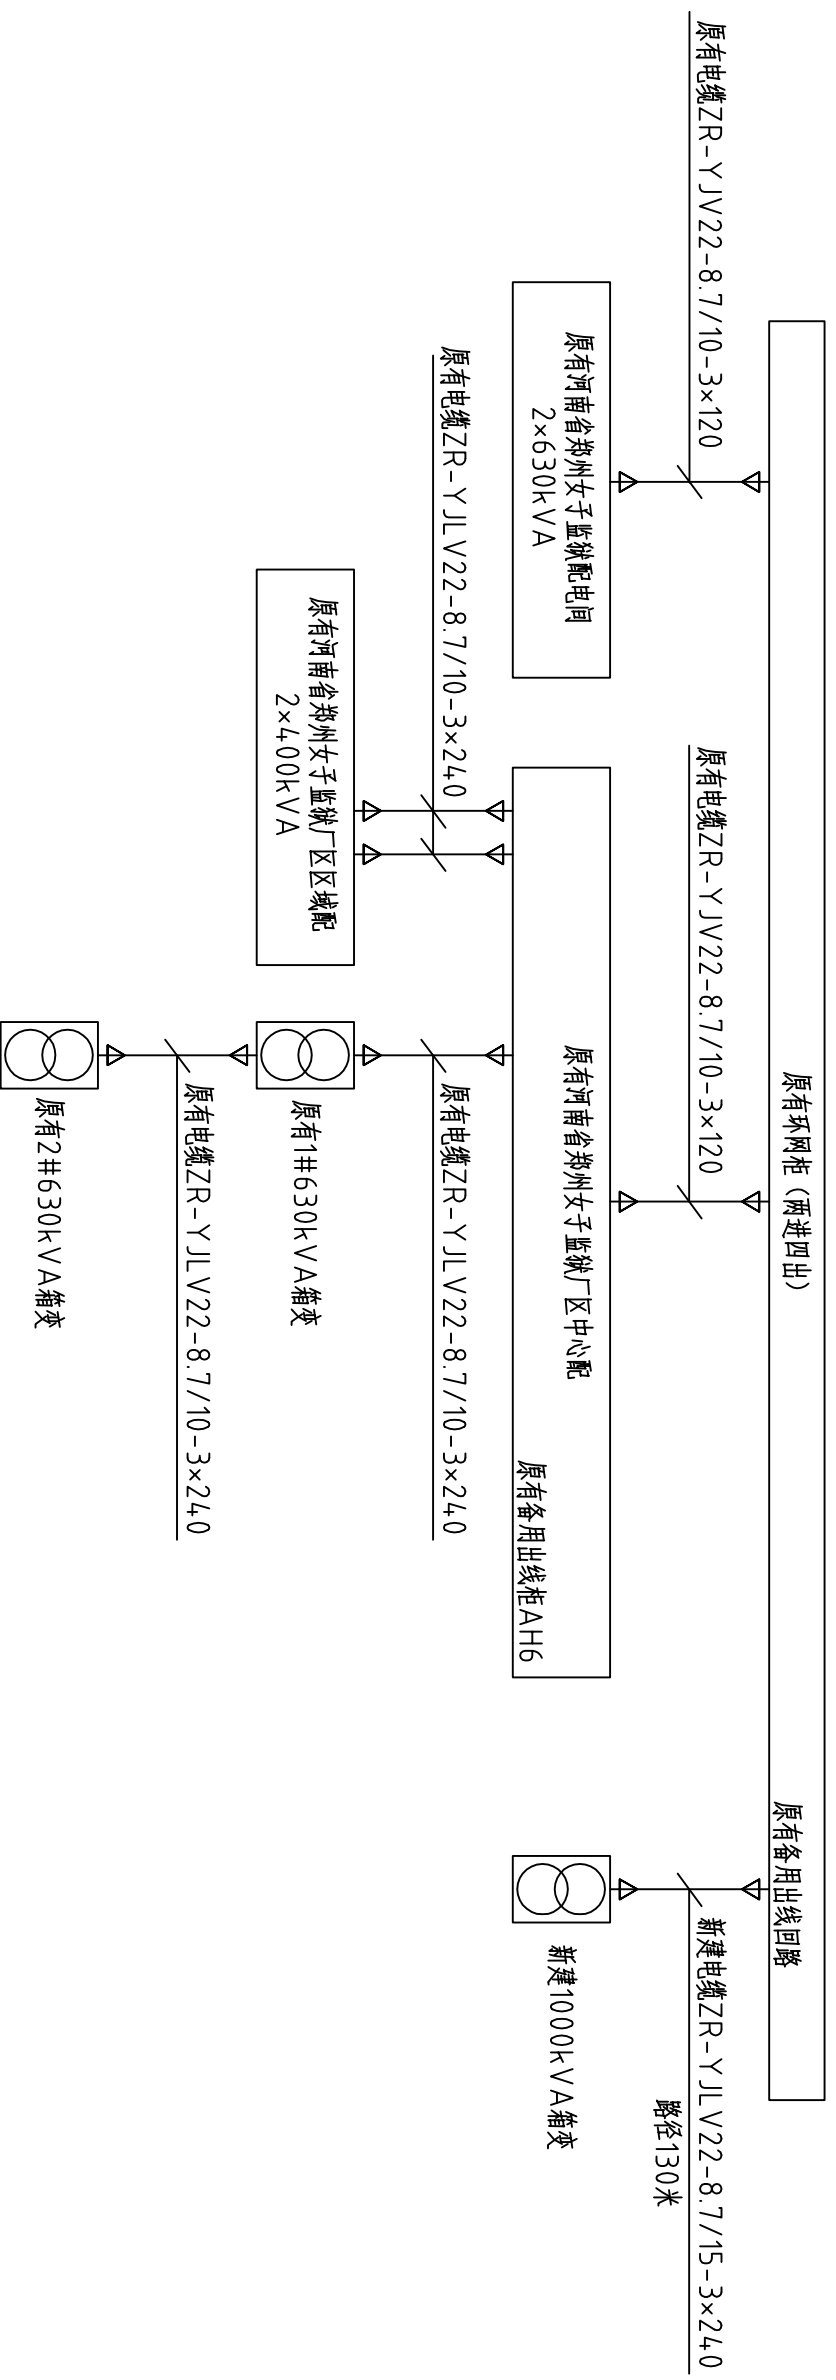 原有环网柜（两进四出）
原有备用出线回路
原有电缆ZR-YJV22-8.7/10-3×120
原有电缆ZR-YJV22-8.7/10-3×120
新建电缆ZR-YJLV22-8.7/15-3×240
路径130米
原有河南省郑州女子监狱配电间
2×630kVA
原有河南省郑州女子监狱厂区中心配
原有备用出线柜AH6
新建1000kVA箱变
原有电缆ZR-YJLV22-8.7/10-3×240
原有电缆ZR-YJLV22-8.7/10-3×240
原有河南省郑州女子监狱厂区区域配
2×400kVA
原有1#630kVA箱变
原有电缆ZR-YJLV22-8.7/10-3×240
原有2#630kVA箱变